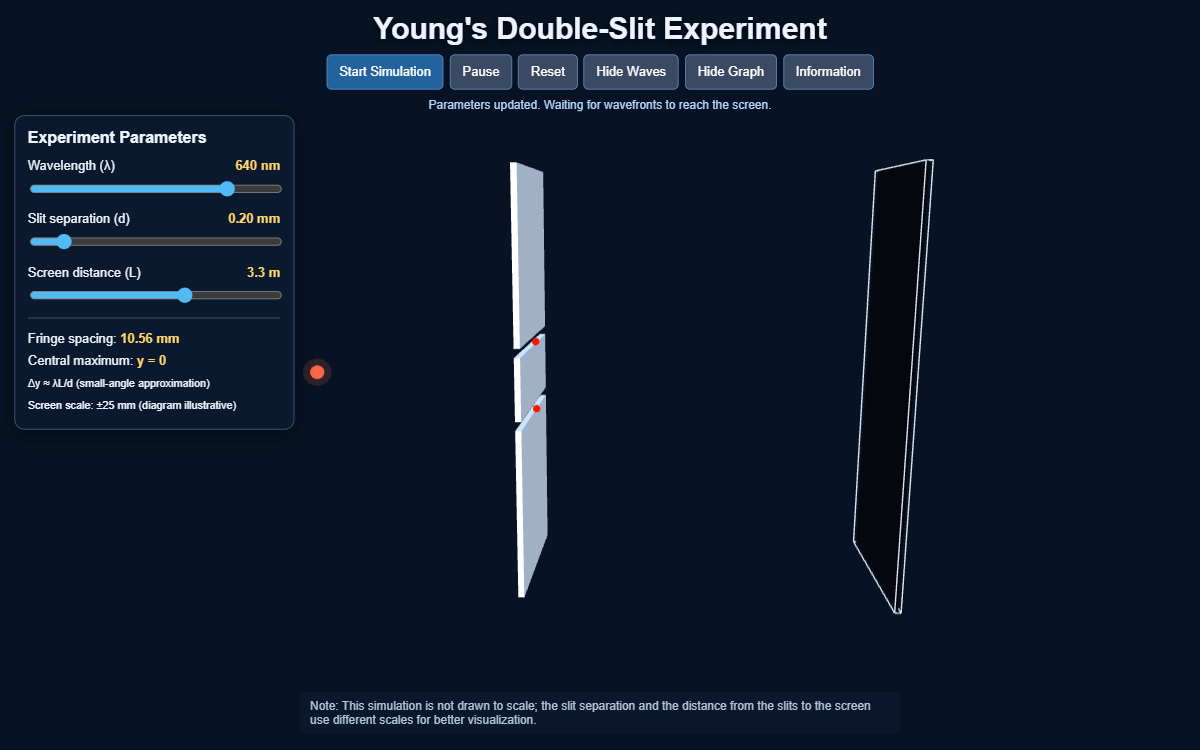 Young's Double-Slit Experiment
Start Simulation Pause Reset Hide Waves Hide Graph Information
Parameters updated. Waiting for wavefronts to reach the screen.
Experiment Parameters
Wavelength (λ) 640 nm
Slit separation (d) 0.20 mm
Screen distance (L) 3.3 m
Fringe spacing: 10.56 mm
Central maximum: y = 0
Δy ≈ λL/d (small-angle approximation)
Screen scale: ±25 mm (diagram illustrative)
Note: This simulation is not drawn to scale; the slit separation and the distance from the slits to the screen
use different scales for better visualization.